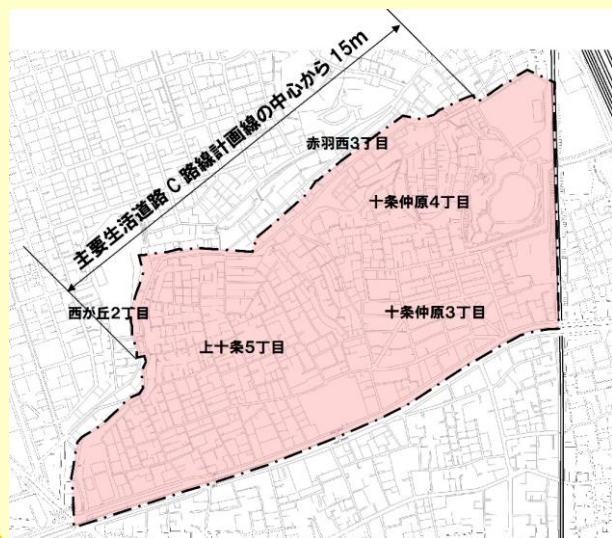 主要生活道路C路線計画線の中心から15m
赤羽西3丁目
十条仲原4丁目
西が丘2丁目
十条仲原3丁目
上十条5丁目